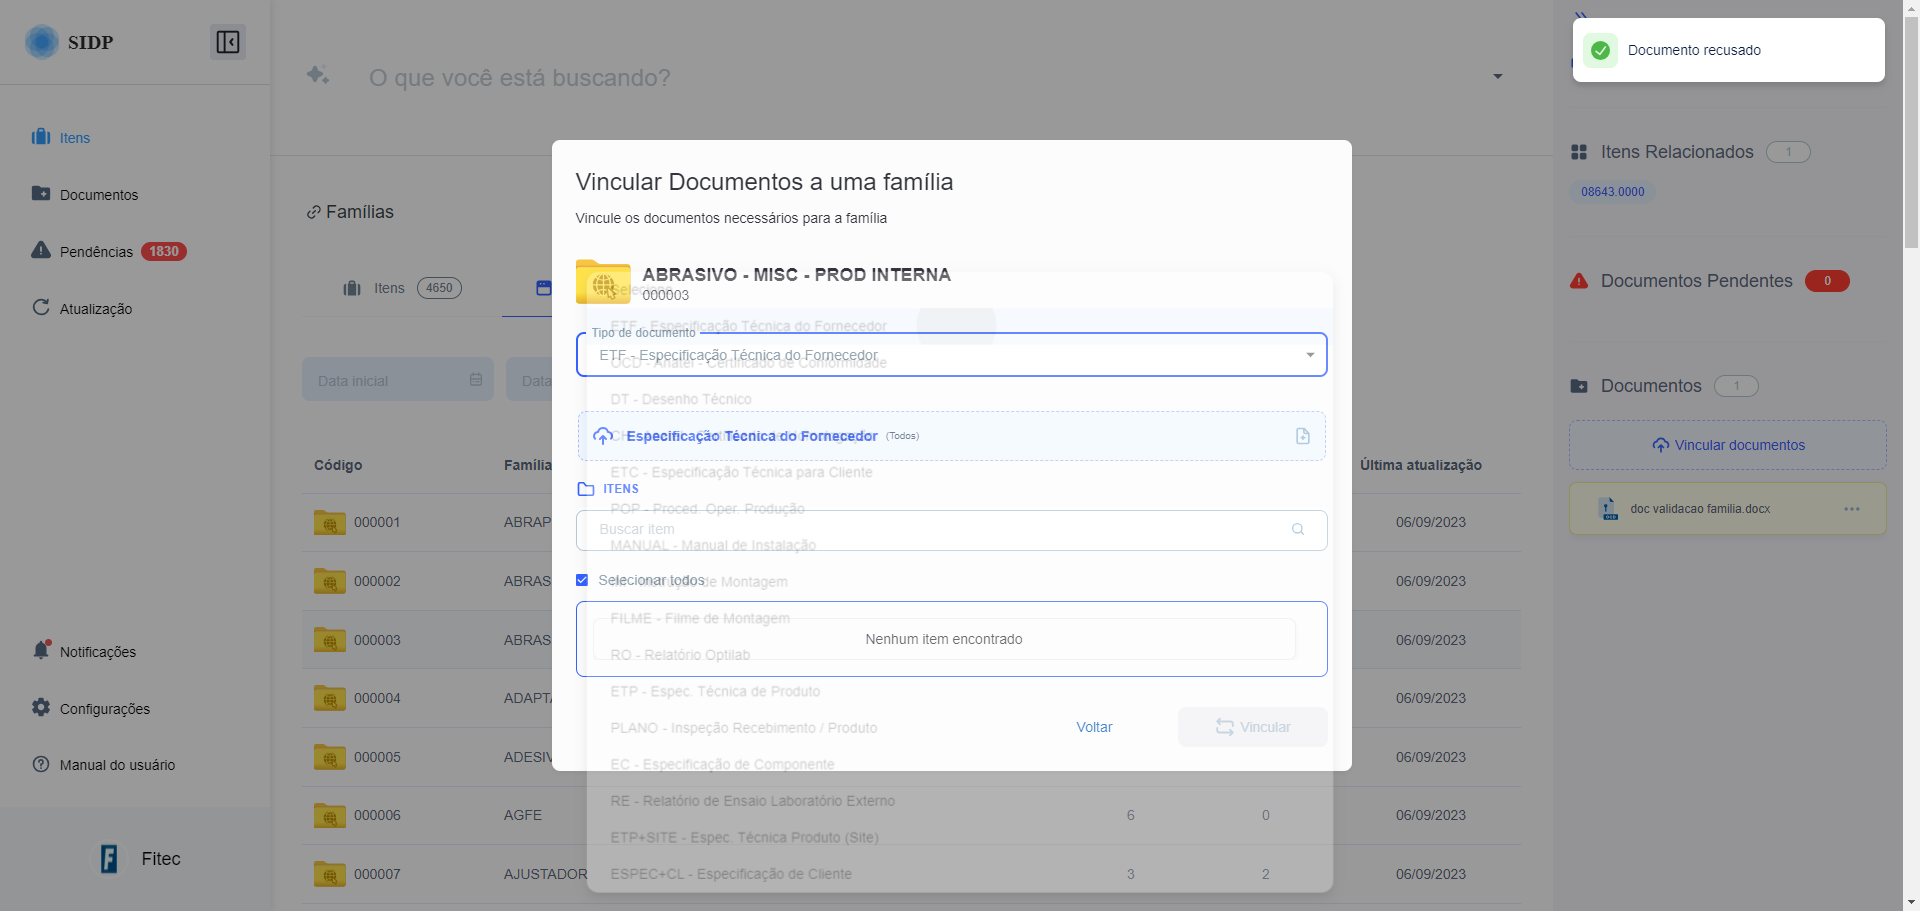 SIDP
Itens
Documentos
Pendências 1830
Atualização
Notificações
Configurações
Manual do usuário
Fitec
O que você está buscando?
Famílias
Itens 4650
Data inicial
Data
Código
Família
Última atualização
000001 ABRAP 06/09/2023
000002 ABRAS 06/09/2023
000003 ABRAS 06/09/2023
000004 ADAPTA 06/09/2023
000005 ADESIV 06/09/2023
000006 AGFE 6 0 06/09/2023
000007 AJUSTADOR 3 2 06/09/2023
Vincular Documentos a uma família
Vincule os documentos necessários para a família
ABRASIVO - MISC - PROD INTERNA
000003
Tipo de documento
ETF - Especificação Técnica do Fornecedor
Especificação Técnica do Fornecedor (Todos)
ITENS
Buscar item
Selecionar todos
Nenhum item encontrado
Voltar
Vincular
Selecione
ETF - Especificação Técnica do Fornecedor
OCD - Anatel - Certificado de Conformidade
DT - Desenho Técnico
ETC - Especificação Técnica para Cliente
POP - Proced. Oper. Produção
MANUAL - Manual de Instalação
de Montagem
FILME - Filme de Montagem
RO - Relatório Optilab
ETP - Espec. Técnica de Produto
PLANO - Inspeção Recebimento / Produto
EC - Especificação de Componente
RE - Relatório de Ensaio Laboratório Externo
ETP+SITE - Espec. Técnica Produto (Site)
ESPEC+CL - Especificação de Cliente
Documento recusado
Itens Relacionados 1
08643.0000
Documentos Pendentes 0
Documentos 1
Vincular documentos
doc validacao familia.docx